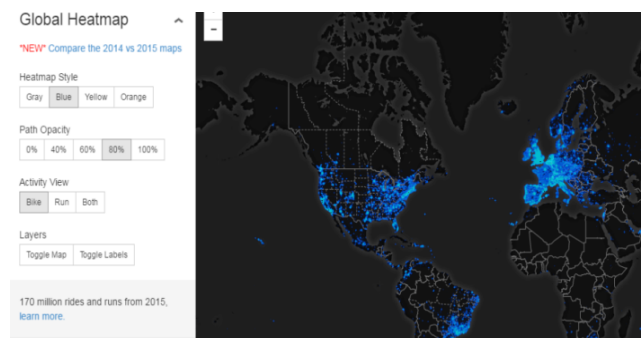 Global Heatmap
*NEW* Compare the 2014 vs 2015 maps
Heatmap Style
Gray Blue Yellow Orange
Path Opacity
0% 40% 60% 80% 100%
Activity View
Bike Run Both
Layers
Toggle Map Toggle Labels
170 million rides and runs from 2015,
learn more.